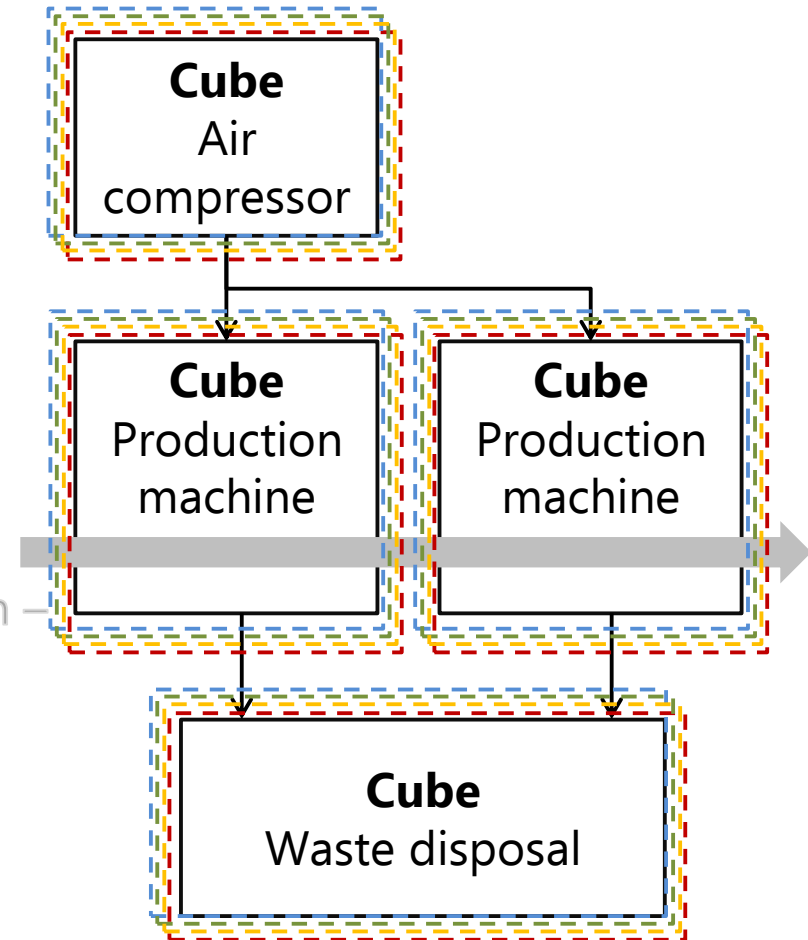 Cube
Air
compressor
Cube
Production
machine
Cube
Production
machine
n –
Cube
Waste disposal